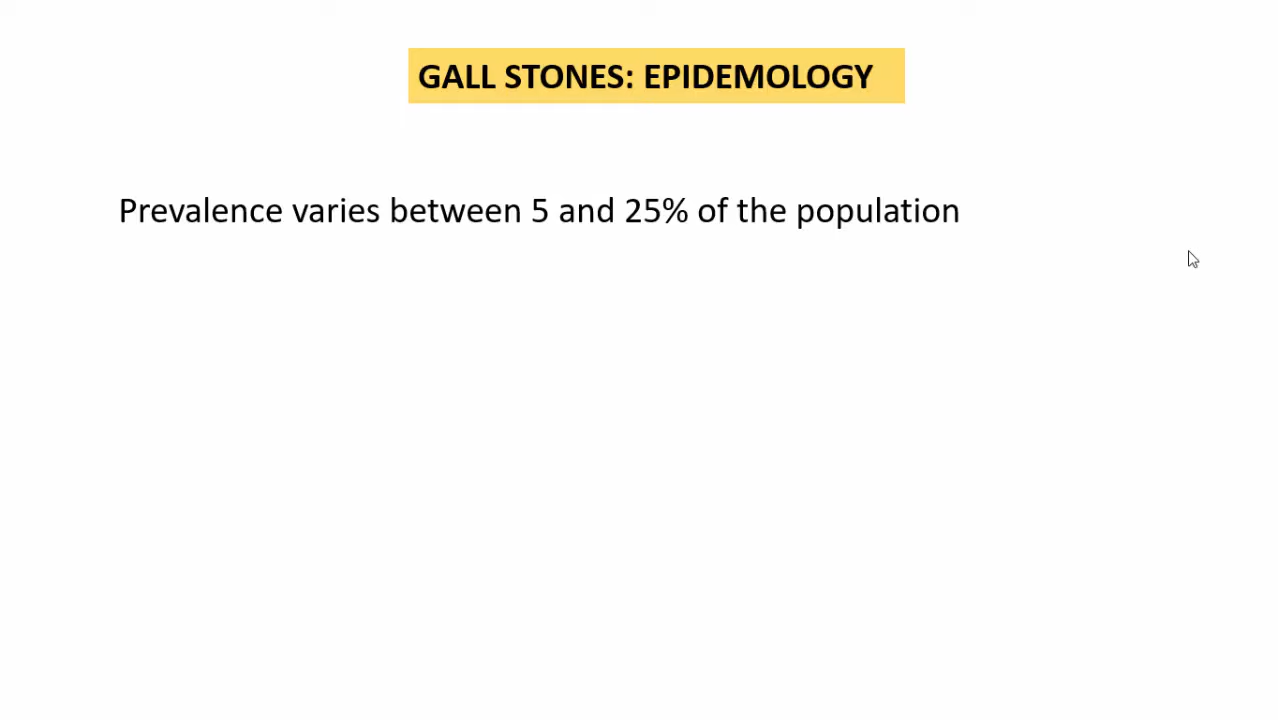 GALL STONES: EPIDEMOLOGY
Prevalence varies between 5 and 25% of the population